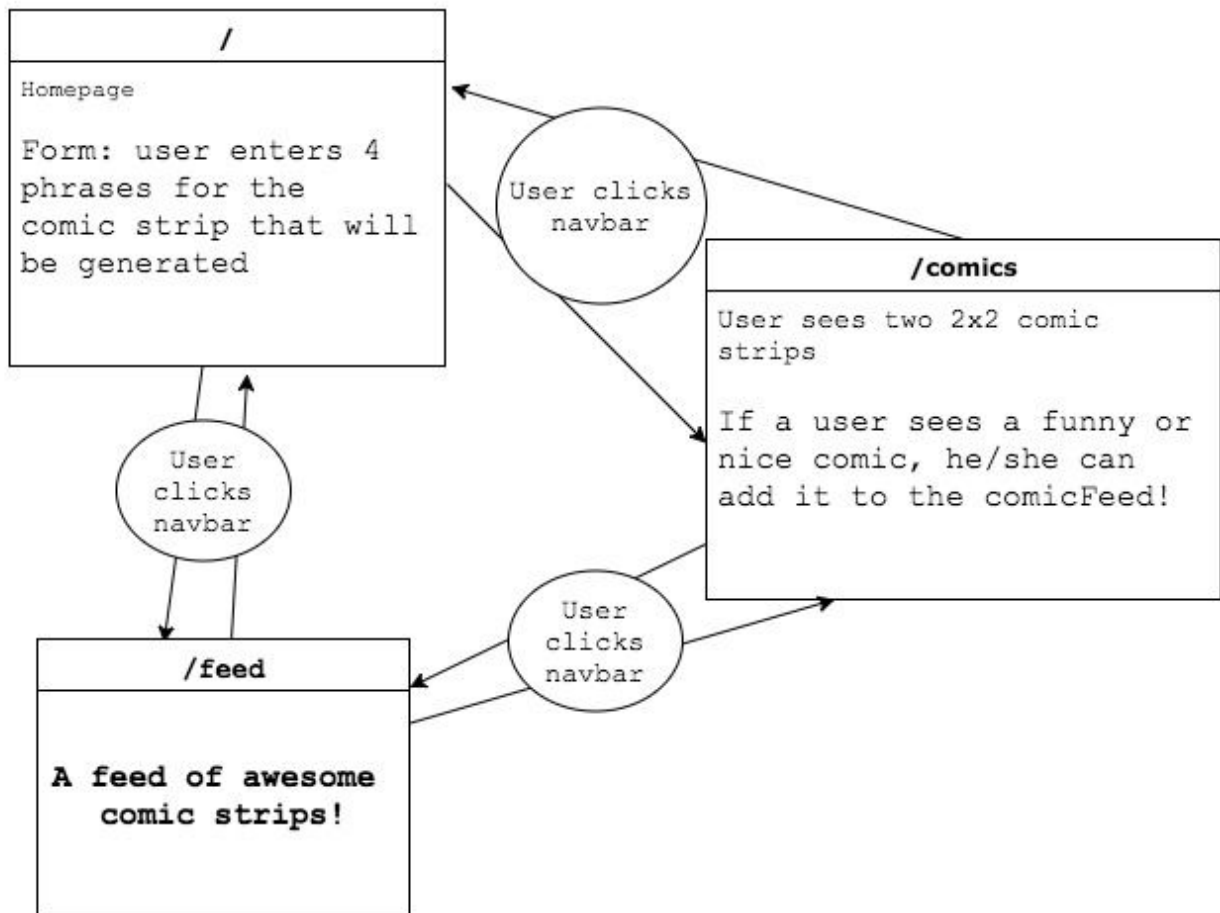 /
Homepage
Form: user enters 4
phrases for the
comic strip that will
be generated
User clicks
navbar
/comics
User sees two 2x2 comic
strips
If a user sees a funny or
nice comic, he/she can
add it to the comicFeed!
User
clicks
navbar
User
clicks
navbar
/feed
A feed of awesome
comic strips!